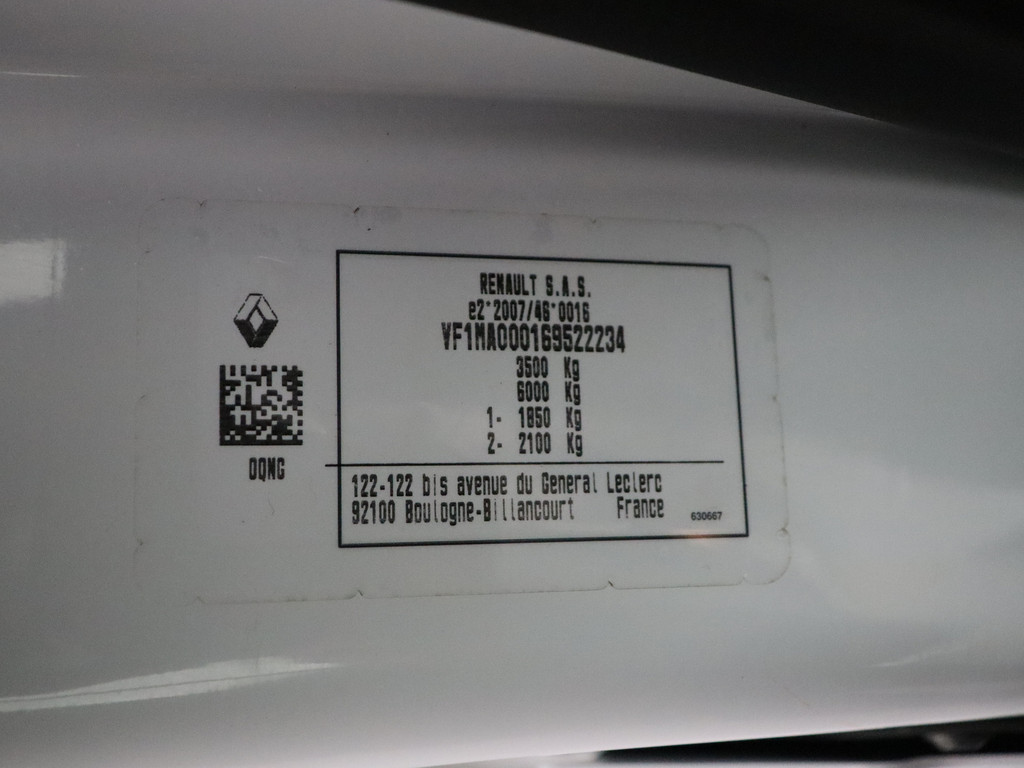 RENAULT S.A.S.
e2*2007/46*0016
VF1MA000169522234
3500 Kg
6000 Kg
1- 1850 Kg
2- 2100 Kg
DQNG
122-122 bis avenue du General Leclerc
92100 Boulogne-Billancourt France
630667